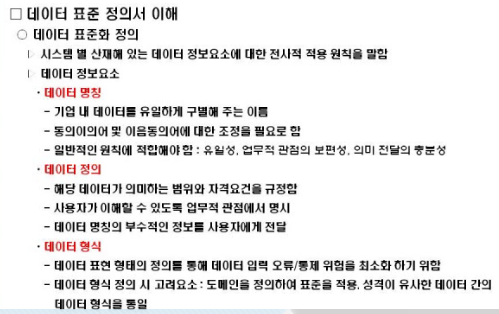 □ 데이터 표준 정의서 이해
○ 데이터 표준화 정의
▷ 시스템 별 산재해 있는 데이터 정보요소에 대한 전사적 적용 원칙을 말함
▷ 데이터 정보요소
· 데이터 명칭
- 기업 내 데이터를 유일하게 구별해 주는 이름
- 동의이의어 및 이음동의어에 대한 조정을 필요로 함
- 일반적인 원칙에 적합해야 함 : 유일성, 업무적 관점의 보편성, 의미 전달의 충분성
· 데이터 정의
- 해당 데이터가 의미하는 범위와 자격요건을 규정함
- 사용자가 이해할 수 있도록 업무적 관점에서 명시
- 데이터 명칭의 부수적인 정보를 사용자에게 전달
· 데이터 형식
- 데이터 표현 형태의 정의를 통해 데이터 입력 오류/통제 위험을 최소화 하기 위함
- 데이터 형식 정의 시 고려요소 : 도메인을 정의하여 표준을 적용, 성격이 유사한 데이터 간의
데이터 형식을 통일